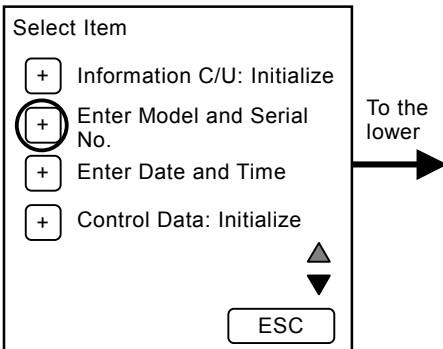 Select Item
+ Information C/U: Initialize
+ Enter Model and Serial
No.
+ Enter Date and Time
+ Control Data: Initialize
ESC
To the
lower